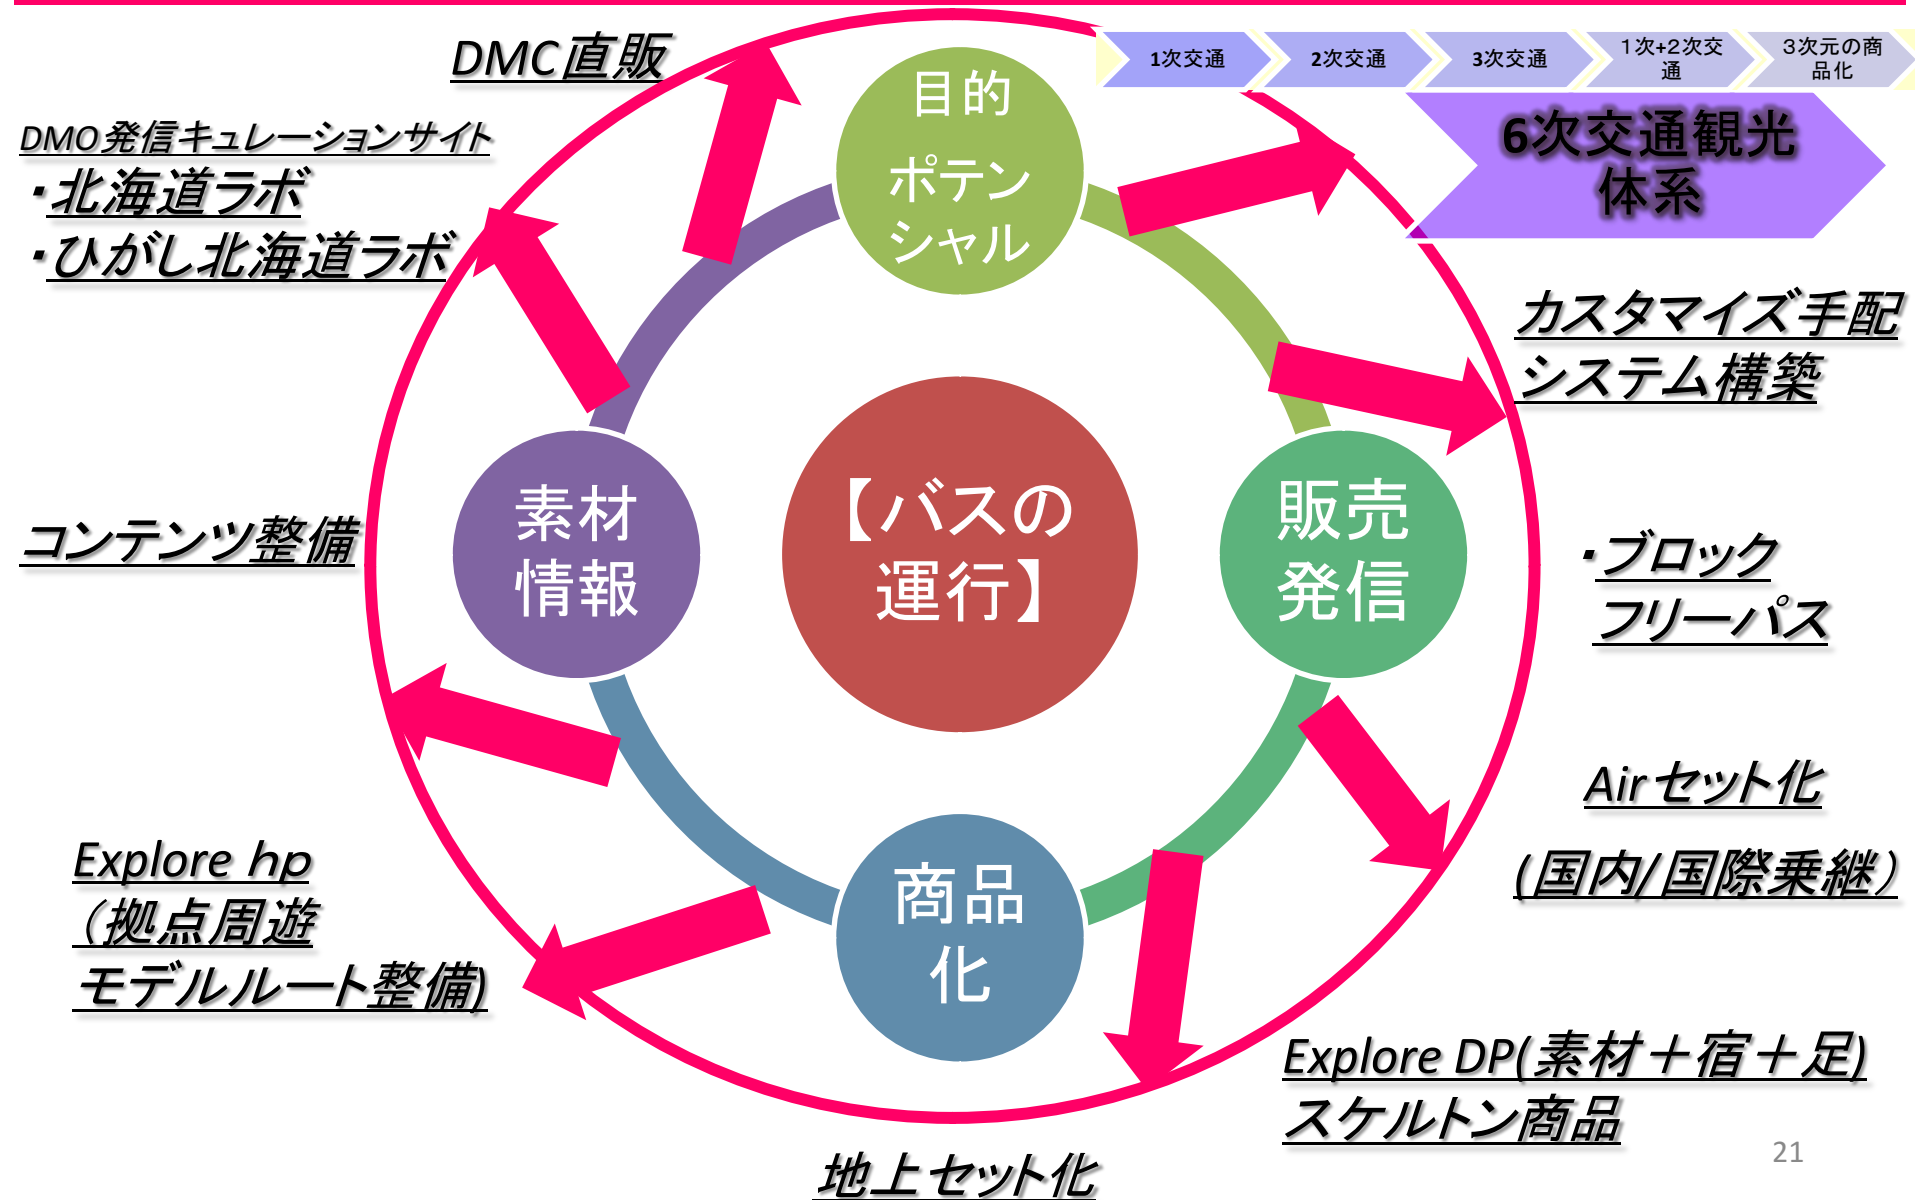 DMC直販
1次交通
2次交通
3次交通
１次+２次交
通
３次元の商
品化
6次交通観光
体系
目的
ポテン
シャル
DMO発信キュレーションサイト
・北海道ラボ
・ひがし北海道ラボ
カスタマイズ手配
システム構築
素材
情報
【バスの
運行】
販売
発信
コンテンツ整備
・ブロック
フリーパス
Airセット化
(国内/国際乗継）
Explore ｈｐ
（拠点周遊
モデルルート整備)
商品
化
Explore DP(素材＋宿＋足)
スケルトン商品
地上セット化
21